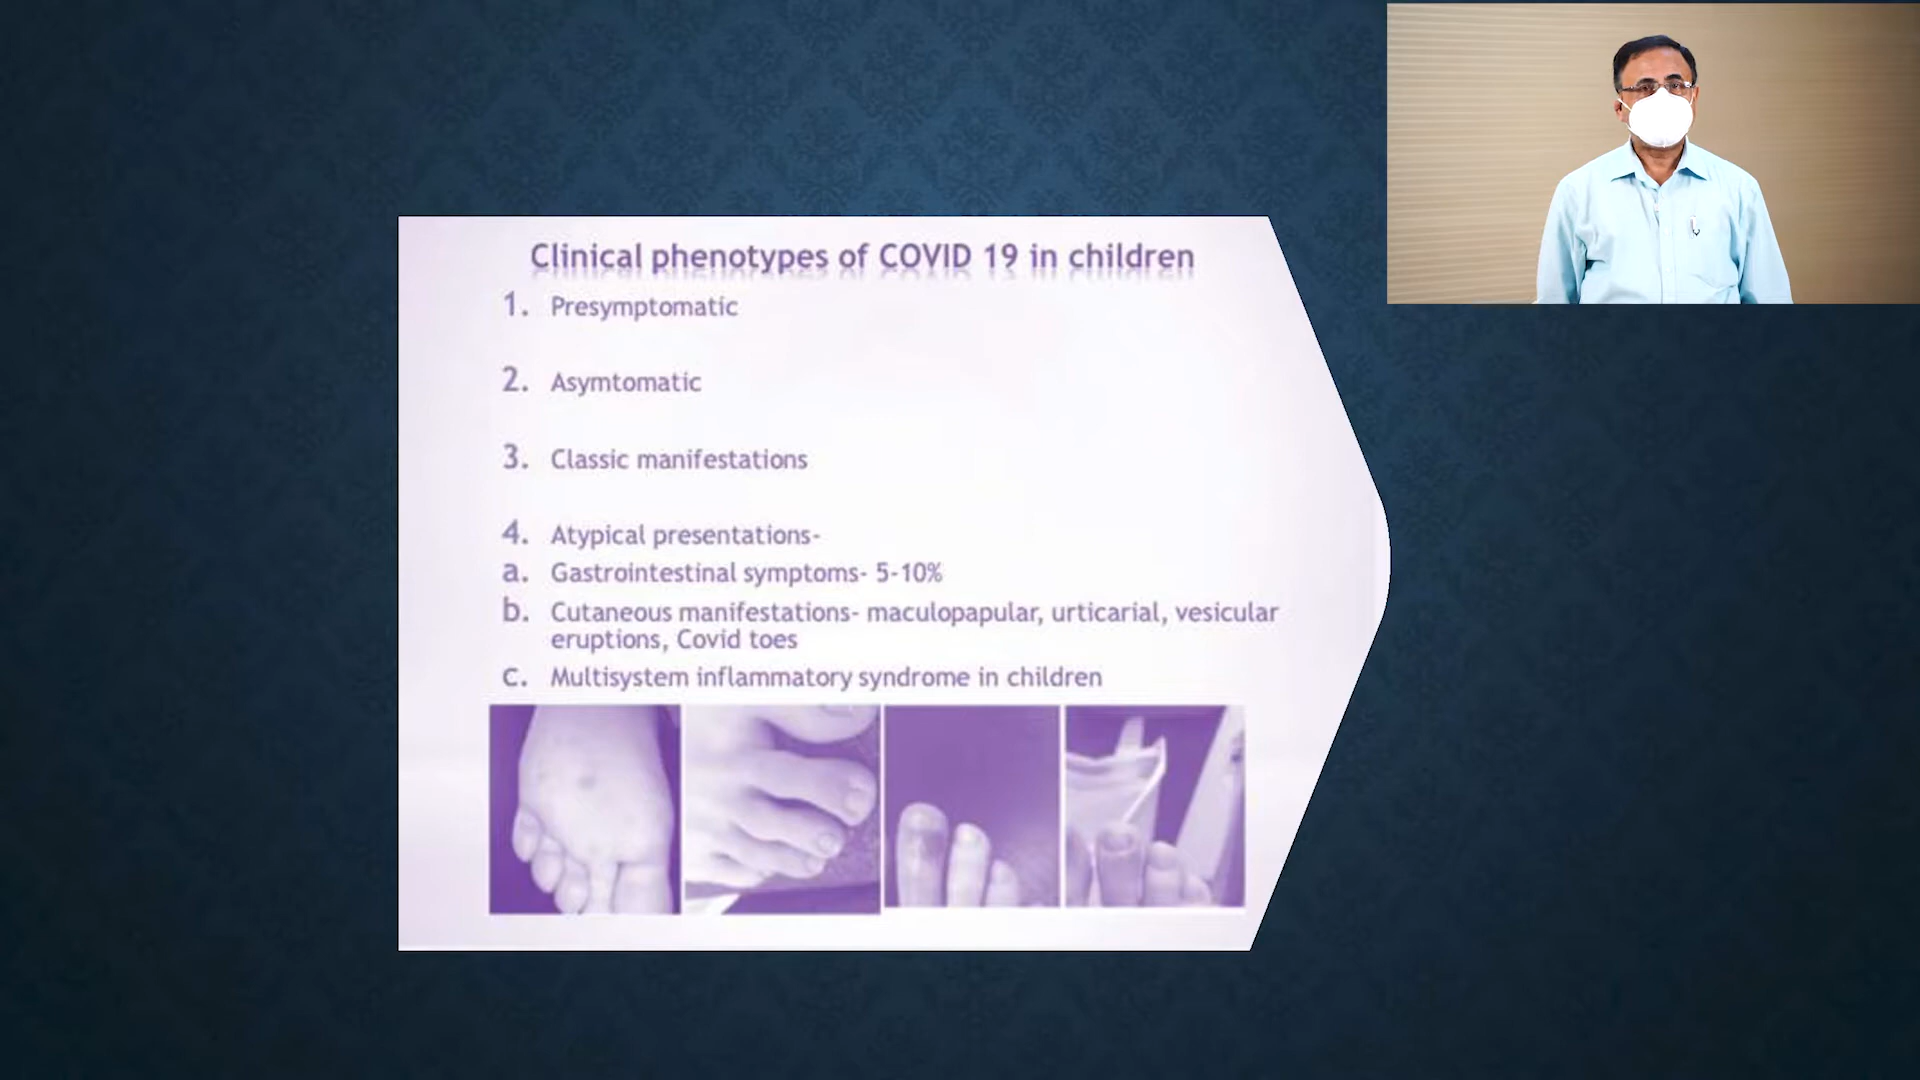 Clinical phenotypes of COVID 19 in children
1. Presymptomatic
2. Asymtomatic
3. Classic manifestations
4. Atypical presentations-
a. Gastrointestinal symptoms- 5-10%
b. Cutaneous manifestations- maculopapular, urticarial, vesicular
eruptions, Covid toes
c. Multisystem inflammatory syndrome in children